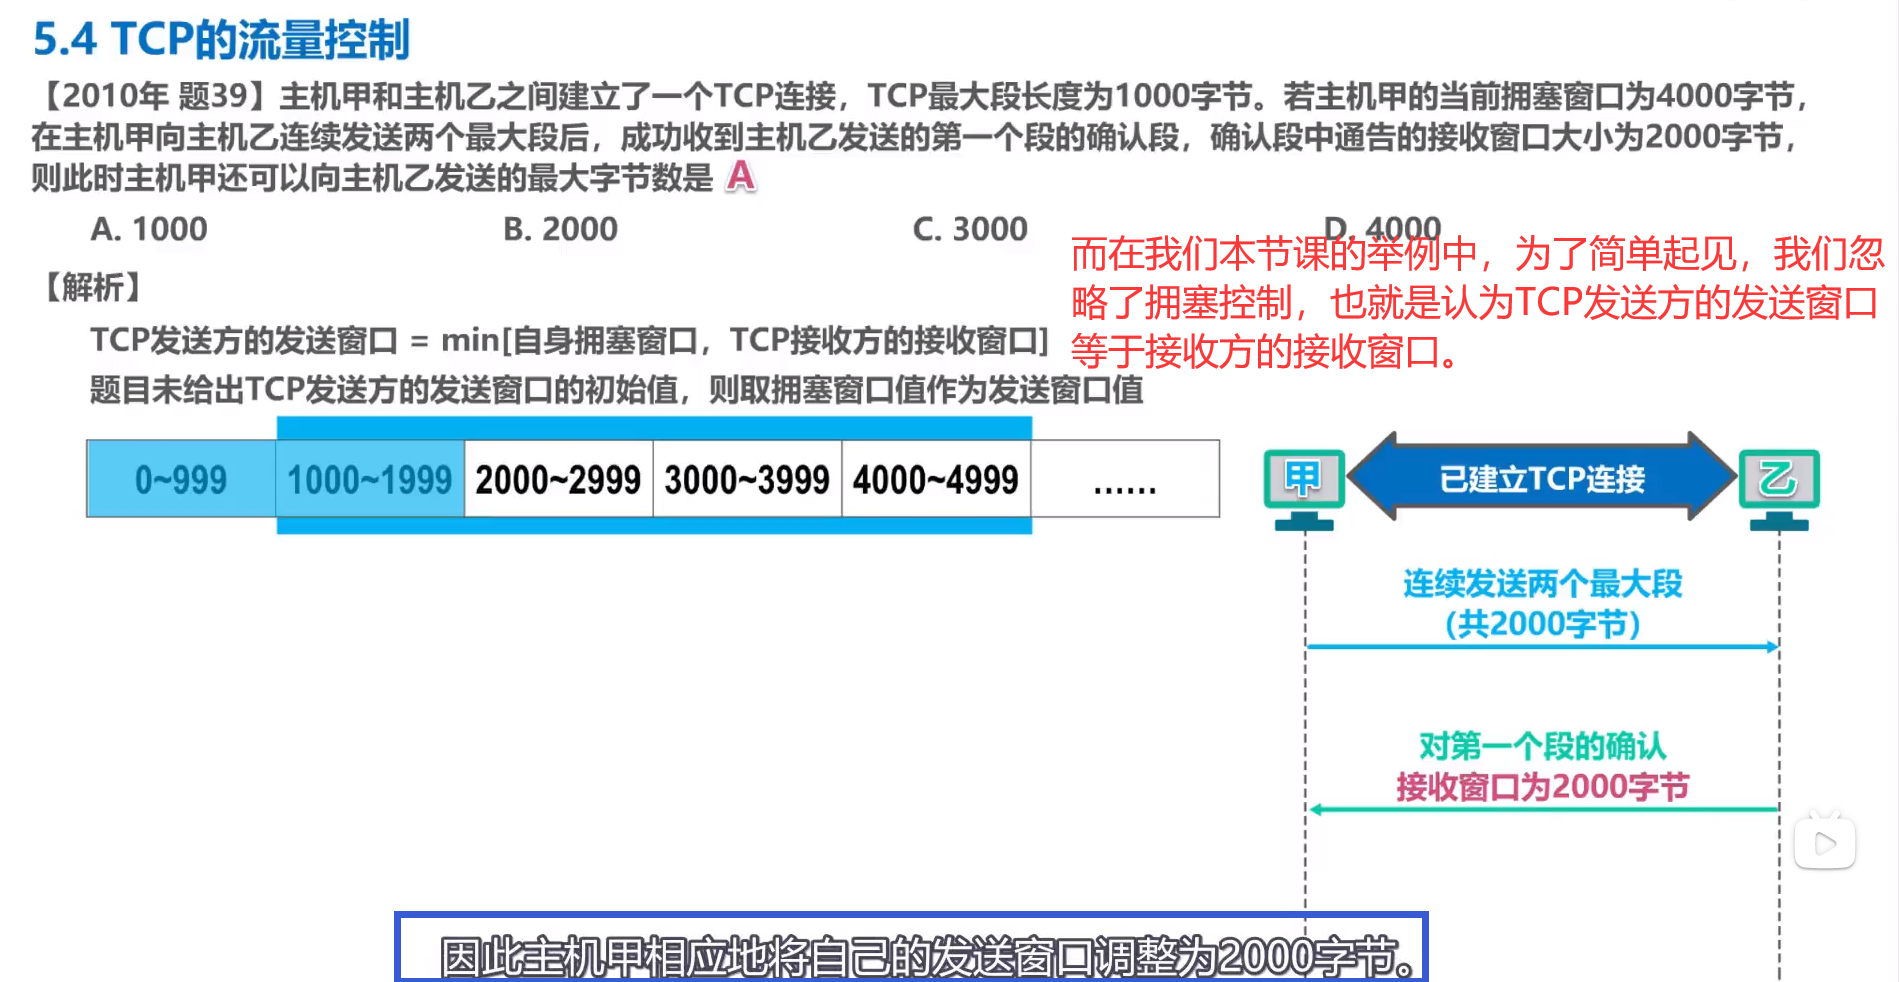 5.4 TCP的流量控制
【2010年 题39】主机甲和主机乙之间建立了一个TCP连接，TCP最大段长度为1000字节。若主机甲的当前拥塞窗口为4000字节，
在主机甲向主机乙连续发送两个最大段后，成功收到主机乙发送的第一个段的确认段，确认段中通告的接收窗口大小为2000字节，
则此时主机甲还可以向主机乙发送的最大字节数是 A
A. 1000 B. 2000 C. 3000 D. 4000
而在我们本节课的举例中，为了简单起见，我们忽
略了拥塞控制，也就是认为TCP发送方的发送窗口
等于接收方的接收窗口。
【解析】
TCP发送方的发送窗口 = min[自身拥塞窗口，TCP接收方的接收窗口]
题目未给出TCP发送方的发送窗口的初始值，则取拥塞窗口值作为发送窗口值
0~999 1000~1999 2000~2999 3000~3999 4000~4999 ......
甲 已建立TCP连接 乙
连续发送两个最大段
（共2000字节）
对第一个段的确认
接收窗口为2000字节
因此主机甲相应地将自己的发送窗口调整为2000字节。